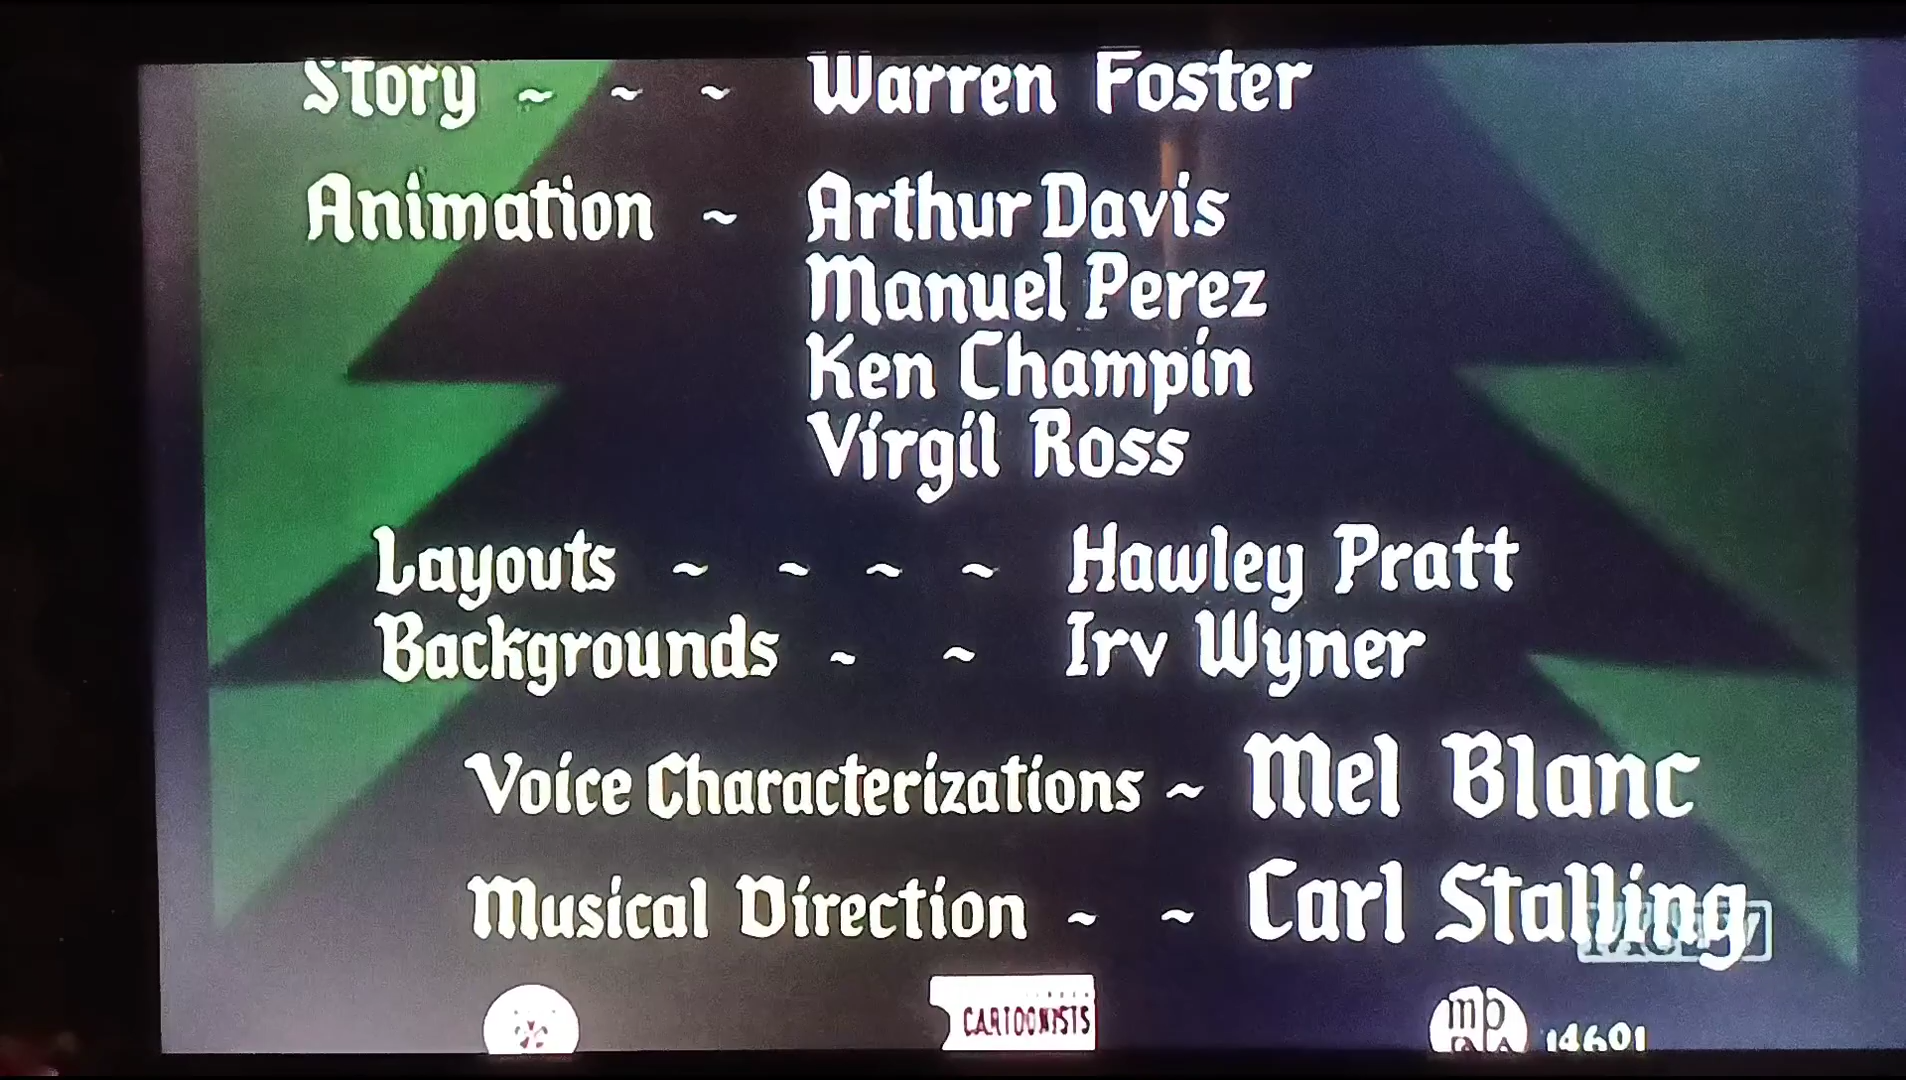 Story ~ ~ ~ Warren Foster
Animation ~ Arthur Davis
Manuel Perez
Ken Champin
Virgil Ross
Layouts ~ ~ ~ ~ Hawley Pratt
Backgrounds ~ ~ Irv Wyner
Voice Characterizations ~ Mel Blanc
Musical Direction ~ ~ Carl Stalling
CARTOONISTS
14601